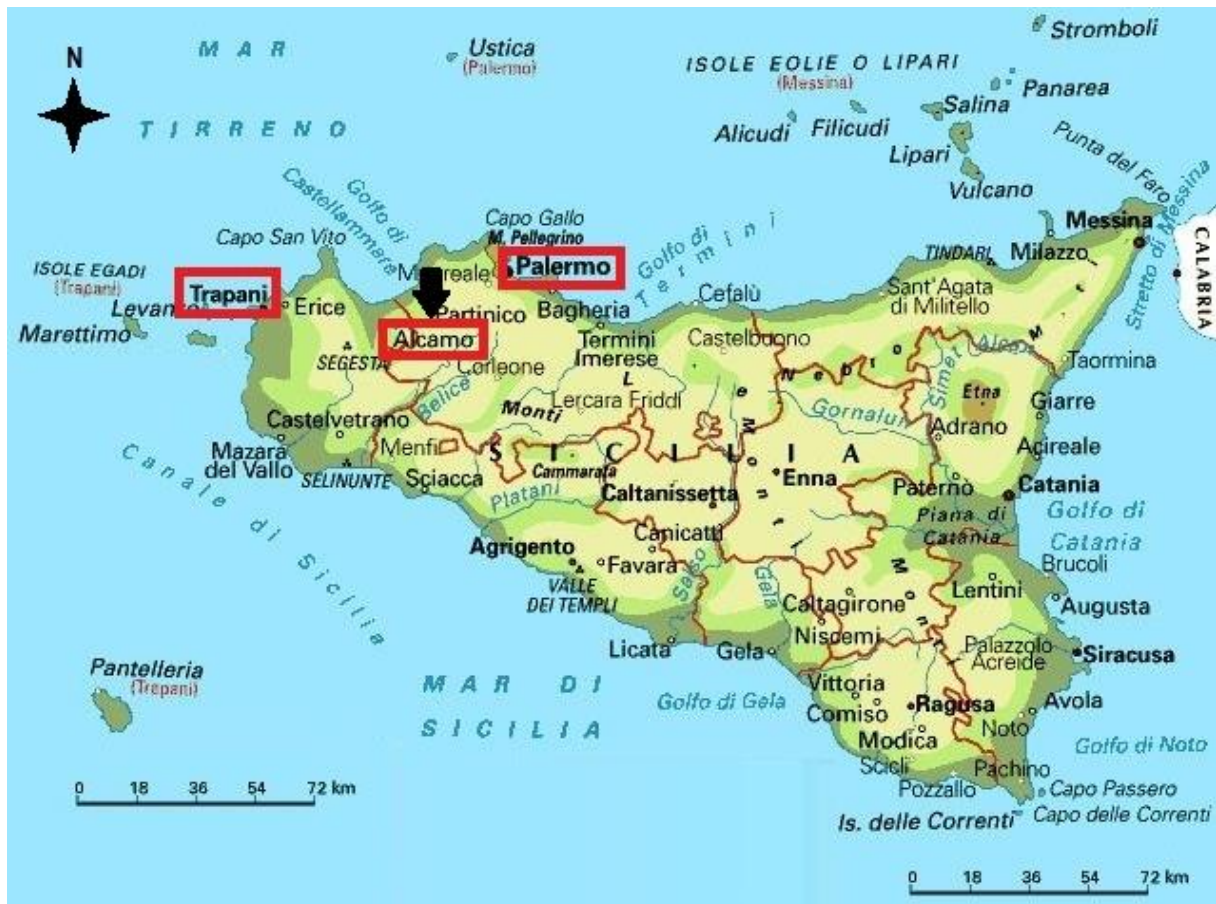 MAR
TIRRENO
N
Ustica
(Palermo)
ISOLE EOLIE O LIPARI
(Messina)
Stromboli
Panarea
Salina
Alicudi
Filicudi
Lipari
Vulcano
Punta del Faro
Stretto di Messina
Messina
Milazzo
TINDARI
CALABRIA
Golfo di
Castellammare
Capo San Vito
Capo Gallo
M. Pellegrino
Palermo
Golfo di
Termini
ISOLE EGADI
(Trapani)
Trapani
Erice
Marettimo
Partinico
Bagheria
Cefalù
Sant'Agata
di Militello
Alcamo
SEGESTA
Corleone
Termini
Imerese
Castelbuono
Taormina
Belice
Monti
Lercara Friddi
Gornalun
Etna
Giarre
Castelvetrano
Adrano
Acireale
Mazara
del Vallo
Menfi
SICILIA
SELINUNTE
Sciacca
Cammarata
Platani
Caltanissetta
Enna
Paternò
Catania
Piana di
Catania
Golfo di
Catania
Canale di Sicilia
Agrigento
Canicattì
Favara
VALLE
DEI TEMPLI
Salso
Gela
Monti
Brucoli
Lentini
Augusta
Caltagirone
Niscemi
Licata
Gela
Palazzolo
Acreide
Siracusa
Pantelleria
(Trapani)
MAR DI
SICILIA
Golfo di Gela
Vittoria
Comiso
Ragusa
Modica
Avola
Noto
Golfo di Noto
Scicli
Pozzallo
Pachino
Capo Passero
Is. delle Correnti
Capo delle Correnti
0 18 36 54 72 km
0 18 36 54 72 km